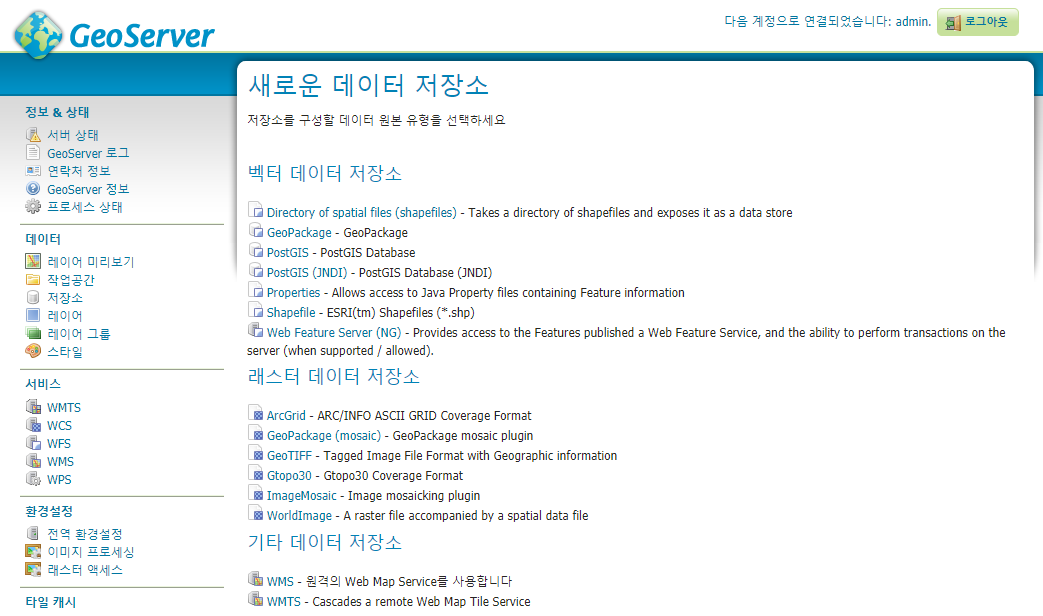 GeoServer
다음 계정으로 연결되었습니다: admin.
로그아웃
정보 & 상태
서버 상태
GeoServer 로그
연락처 정보
GeoServer 정보
프로세스 상태
데이터
레이어 미리보기
작업공간
저장소
레이어
레이어 그룹
스타일
서비스
WMTS
WCS
WFS
WMS
WPS
환경설정
전역 환경설정
이미지 프로세싱
래스터 액세스
타일 캐시
새로운 데이터 저장소
저장소를 구성할 데이터 원본 유형을 선택하세요
벡터 데이터 저장소
Directory of spatial files (shapefiles) - Takes a directory of shapefiles and exposes it as a data store
GeoPackage - GeoPackage
PostGIS - PostGIS Database
PostGIS (JNDI) - PostGIS Database (JNDI)
Properties - Allows access to Java Property files containing Feature information
Shapefile - ESRI(tm) Shapefiles (*.shp)
Web Feature Server (NG) - Provides access to the Features published a Web Feature Service, and the ability to perform transactions on the
server (when supported / allowed).
래스터 데이터 저장소
ArcGrid - ARC/INFO ASCII GRID Coverage Format
GeoPackage (mosaic) - GeoPackage mosaic plugin
GeoTIFF - Tagged Image File Format with Geographic information
Gtopo30 - Gtopo30 Coverage Format
ImageMosaic - Image mosaicking plugin
WorldImage - A raster file accompanied by a spatial data file
기타 데이터 저장소
WMS - 원격의 Web Map Service를 사용합니다
WMTS - Cascades a remote Web Map Tile Service